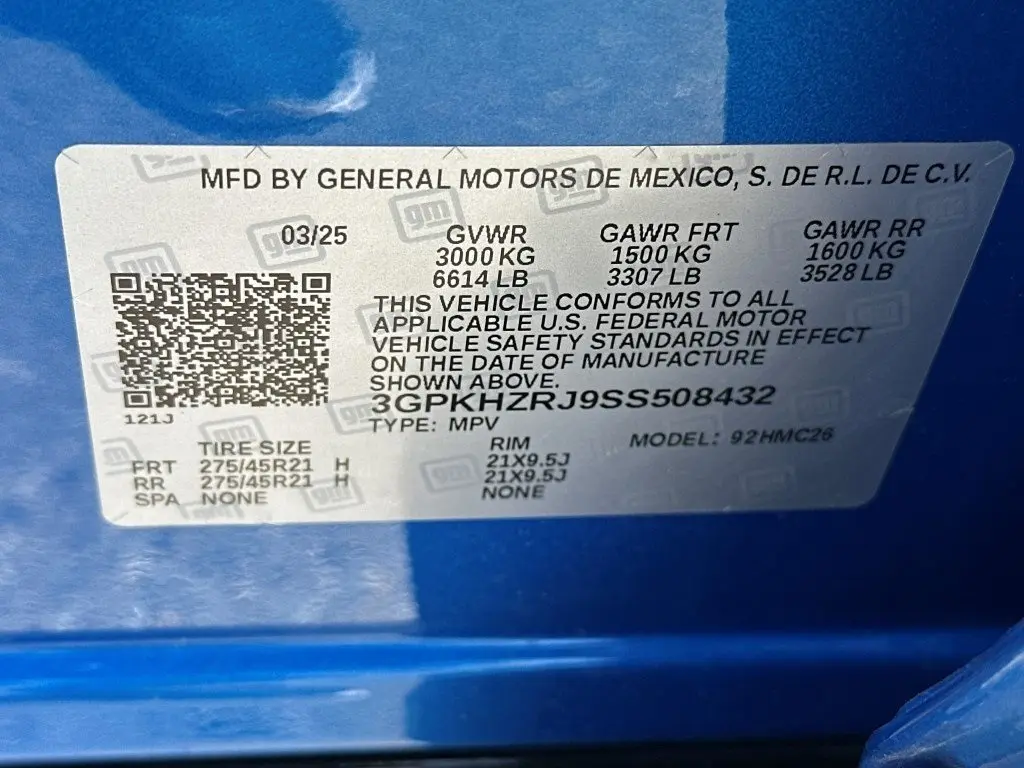 MFD BY GENERAL MOTORS DE MEXICO, S. DE R.L. DE C.V.
03/25 GVWR GAWR FRT GAWR RR
3000 KG 1500 KG 1600 KG
6614 LB 3307 LB 3528 LB
THIS VEHICLE CONFORMS TO ALL
APPLICABLE U.S. FEDERAL MOTOR
VEHICLE SAFETY STANDARDS IN EFFECT
ON THE DATE OF MANUFACTURE
SHOWN ABOVE.
3GPKHZRJ9SS508432
121J
TYPE: MPV
MODEL: 92HMC26
TIRE SIZE RIM
FRT 275/45R21 H 21X9.5J
RR 275/45R21 H 21X9.5J
SPA NONE NONE
gm